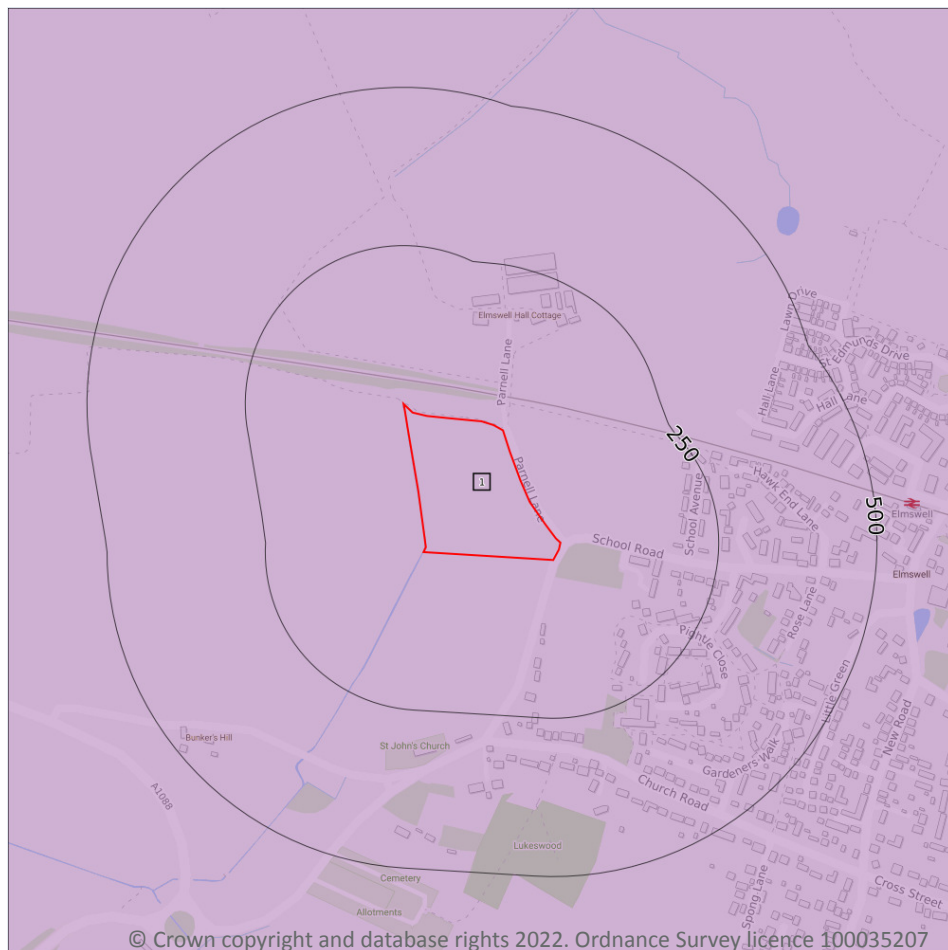 Lawn Drive
Elmswell Hall Cottage
St Edmunds Drive
Parnell Lane
Hall Lane
Hall Lane
250
1
Parnell Lane
Hawk End Lane
School Avenue
500
Elmswell
School Road
Elmswell
Rose Lane
Pightle Close
Little Green
New Road
Bunker's Hill
St John's Church
Gardeners Walk
A1088
Church Road
Lukeswood
Cemetery
Cross Street
Allotments
Spong Lane
© Crown copyright and database rights 2022. Ordnance Survey licence 100035207